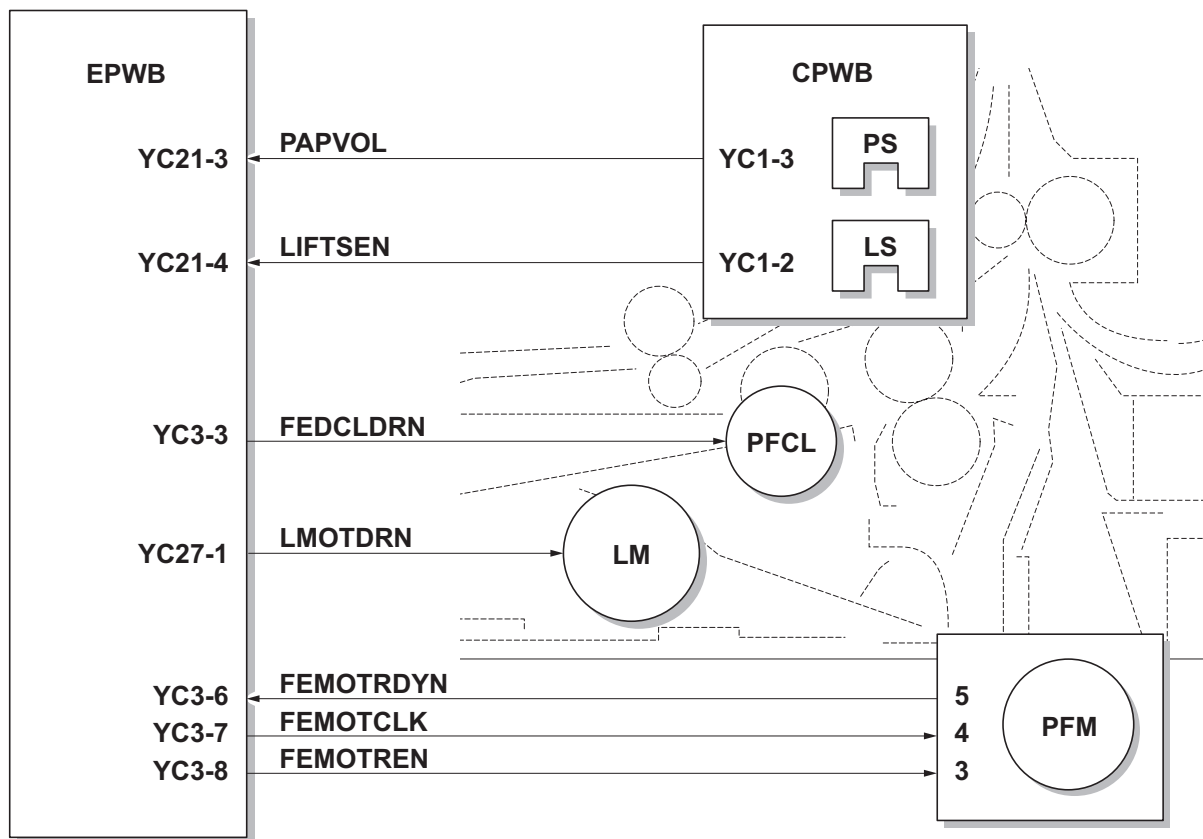 EPWB
CPWB
PAPVOL
YC21-3
YC1-3
PS
LIFTSEN
YC21-4
YC1-2
LS
FEDCLDRN
YC3-3
PFCL
LMOTDRN
YC27-1
LM
FEMOTRDYN
YC3-6
5
FEMOTCLK
YC3-7
4
PFM
FEMOTREN
YC3-8
3